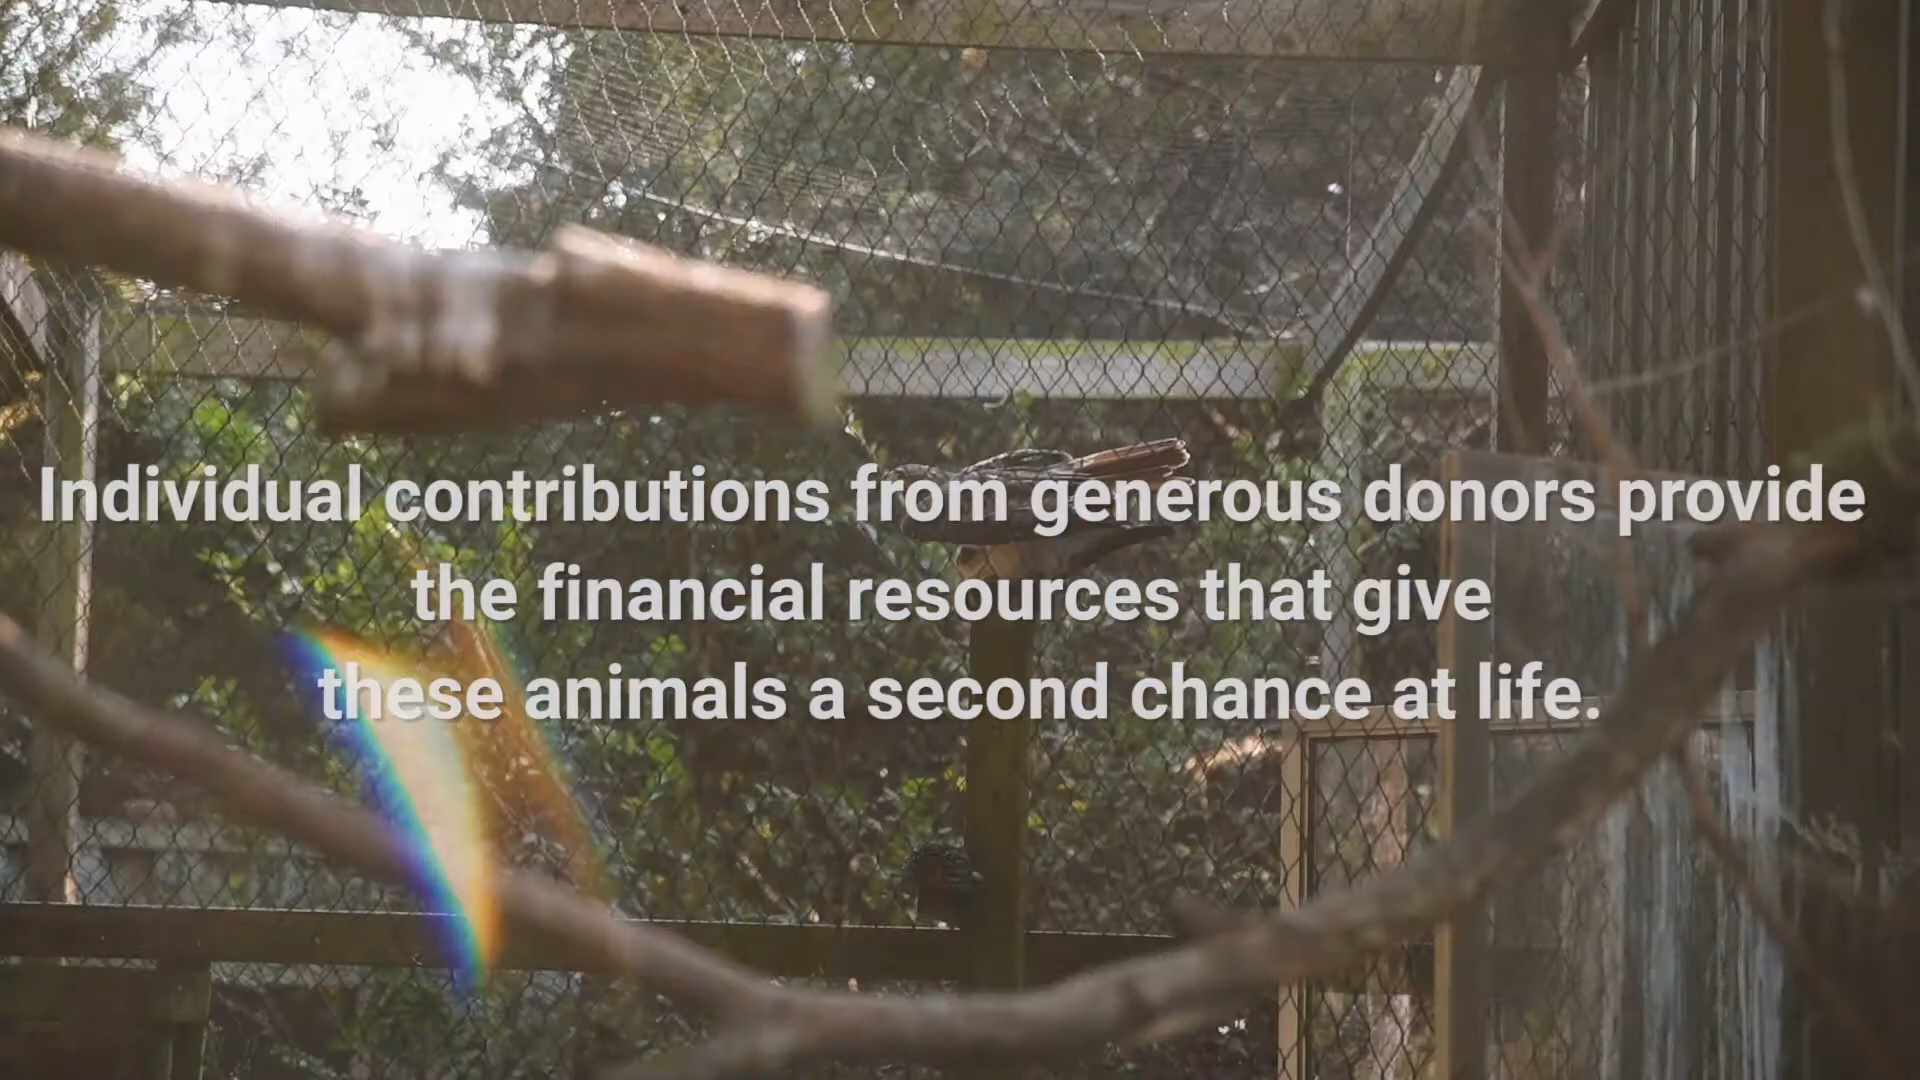 Individual contributions from generous donors provide
the financial resources that give
these animals a second chance at life.